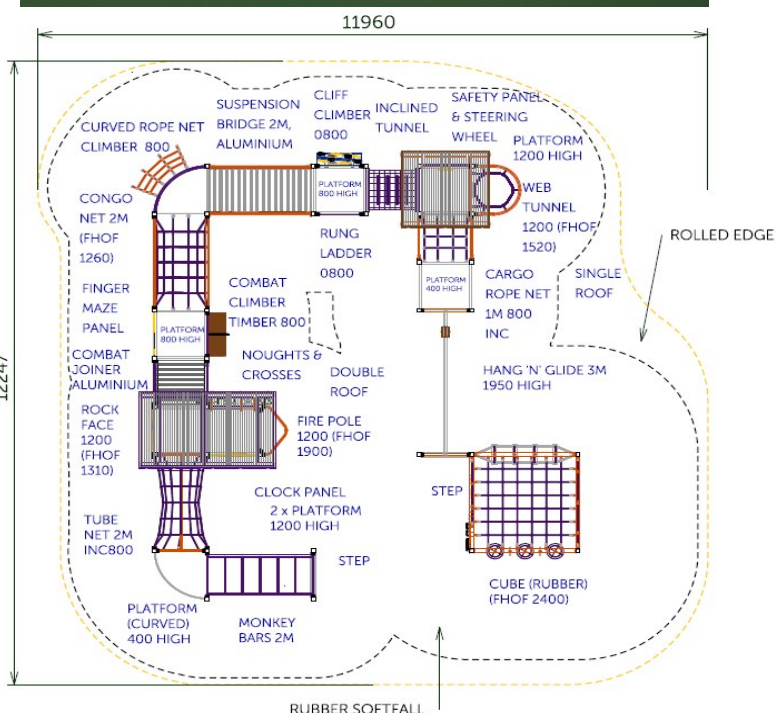 11960
CLIFF
CLIMBER
0800
SUSPENSION
BRIDGE 2M,
ALUMINIUM
INCLINED
TUNNEL
SAFETY PANEL
& STEERING
WHEEL
CURVED ROPE NET
CLIMBER 800
PLATFORM
1200 HIGH
PLATFORM
800 HIGH
CONGO
NET 2M
(FHOF
1260)
WEB
TUNNEL
1200 (FHOF
1520)
RUNG
LADDER
0800
ROLLED EDGE
PLATFORM
400 HIGH
CARGO
ROPE NET
1M 800
INC
SINGLE
ROOF
FINGER
MAZE
PANEL
COMBAT
CLIMBER
TIMBER 800
PLATFORM
800 HIGH
COMBAT
JOINER
ALUMINIUM
NOUGHTS &
CROSSES
DOUBLE
ROOF
HANG 'N' GLIDE 3M
1950 HIGH
12247
ROCK
FACE
1200
(FHOF
1310)
FIRE POLE
1200 (FHOF
1900)
CLOCK PANEL
2 x PLATFORM
1200 HIGH
STEP
TUBE
NET 2M
INC800
STEP
CUBE (RUBBER)
(FHOF 2400)
PLATFORM
(CURVED)
400 HIGH
MONKEY
BARS 2M
RUBBER SOFTFALL